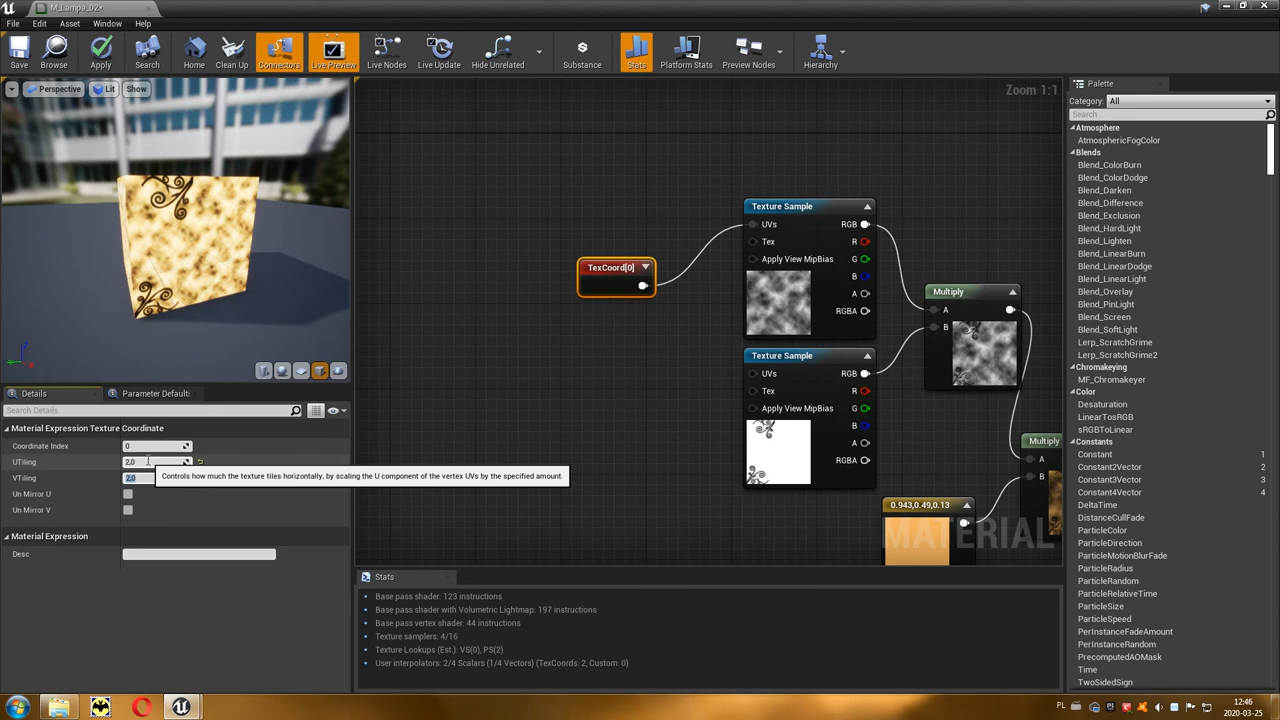 M_Lampa_02*
File Edit Asset Window Help
Save Browse Apply Search Home Clean Up Connectors Live Preview Live Nodes Live Update Hide Unrelated Substance Stats Platform Stats Preview Nodes Hierarchy
Perspective Lit Show
Zoom 1:1
Palette
Category: All
Search
Atmosphere
AtmosphericFogColor
Blends
Blend_ColorBurn
Blend_ColorDodge
Blend_Darken
Blend_Difference
Blend_Exclusion
Blend_HardLight
Blend_Lighten
Blend_LinearBurn
Blend_LinearDodge
Blend_LinearLight
Blend_Overlay
Blend_PinLight
Blend_Screen
Blend_SoftLight
Lerp_ScratchGrime
Lerp_ScratchGrime2
Chromakeying
MF_Chromakeyer
Color
Desaturation
LinearTosRGB
sRGBToLinear
Constants
Constant 1
Constant2Vector 2
Constant3Vector 3
Constant4Vector 4
DeltaTime
DistanceCullFade
ParticleColor
ParticleDirection
ParticleMotionBlurFade
ParticleRadius
ParticleRandom
ParticleRelativeTime
ParticleSize
ParticleSpeed
PerInstanceFadeAmount
PerInstanceRandom
PrecomputedAOMask
Time
TwoSidedSign
TexCoord[0]
Texture Sample
UVs RGB
Tex R
Apply View MipBias G
B
A
RGBA
Texture Sample
UVs RGB
Tex R
Apply View MipBias G
B
A
RGBA
Multiply
A
B
Multiply
A
B
0.943,0.49,0.13
MATERIAL
Details Parameter Default:
Search Details
Material Expression Texture Coordinate
Coordinate Index 0
UTiling 2.0
VTiling 2.0
Controls how much the texture tiles horizontally, by scaling the U component of the vertex UVs by the specified amount.
Un Mirror U
Un Mirror V
Material Expression
Desc
Stats
Base pass shader: 123 instructions
Base pass shader with Volumetric Lightmap: 197 instructions
Base pass vertex shader: 44 instructions
Texture samplers: 4/16
Texture Lookups (Est.): VS(0), PS(2)
User interpolators: 2/4 Scalars (1/4 Vectors) (TexCoords: 2, Custom: 0)
PL
12:46
2020-03-25